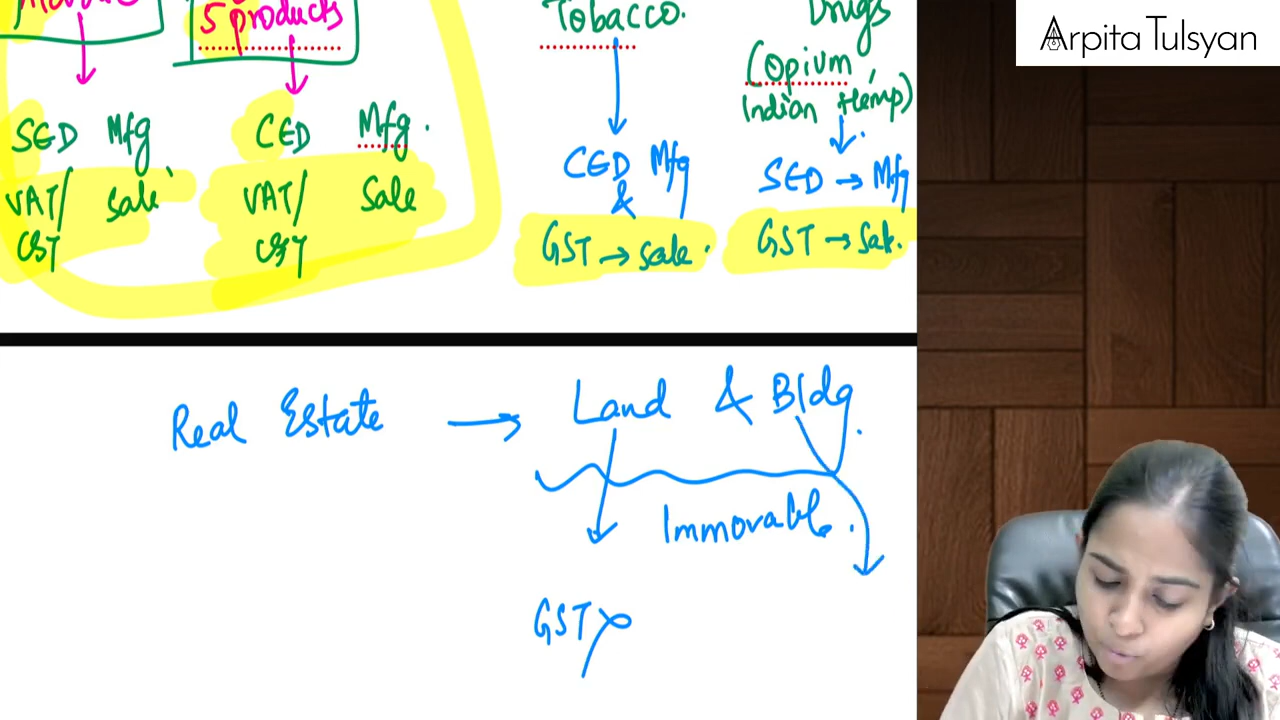 Arpita Tulsyan
5 products
Tobacco.
Drugs
(Opium,
Indian Hemp)
SED Mfg
VAT/ Sale
CST
CED Mfg.
VAT/ Sale
CST
CED Mfg
&
GST → Sale.
SED → Mfg
GST → Sale.
Real Estate → Land & Bldg.
Immovable.
GST